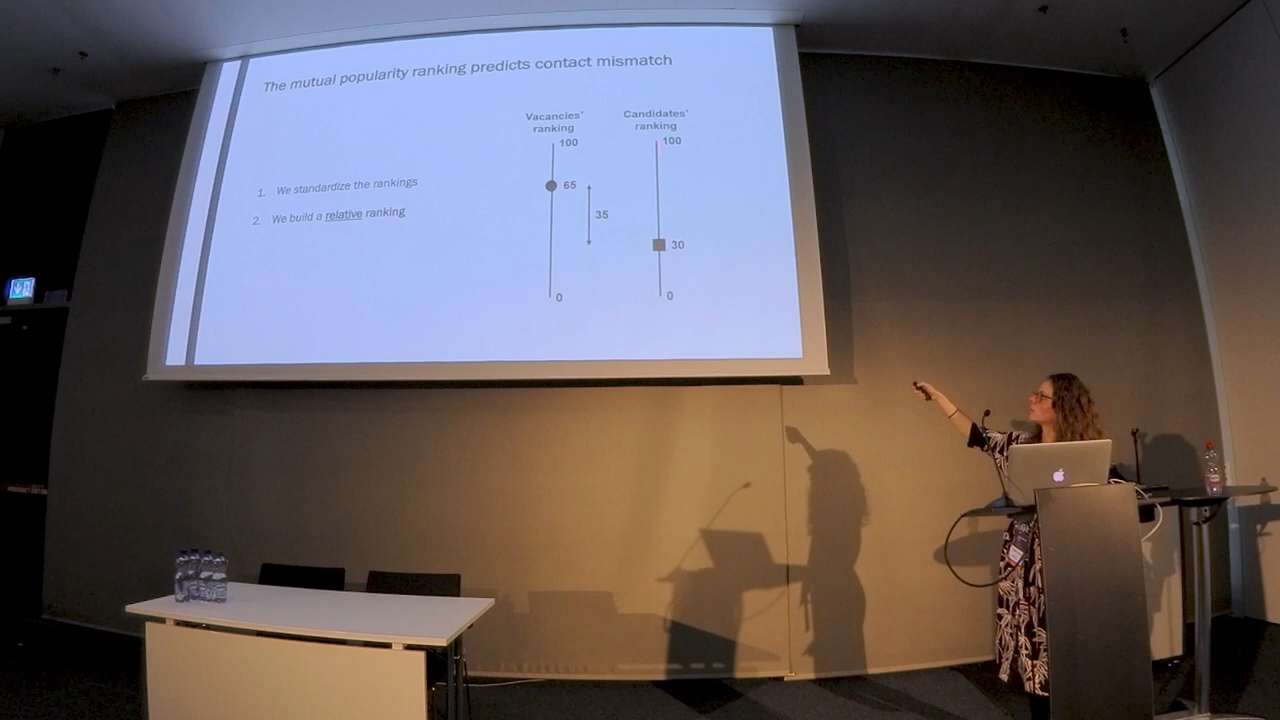 The mutual popularity ranking predicts contact mismatch
Vacancies'
ranking
Candidates'
ranking
100
100
1. We standardize the rankings
65
2. We build a relative ranking
35
30
0
0